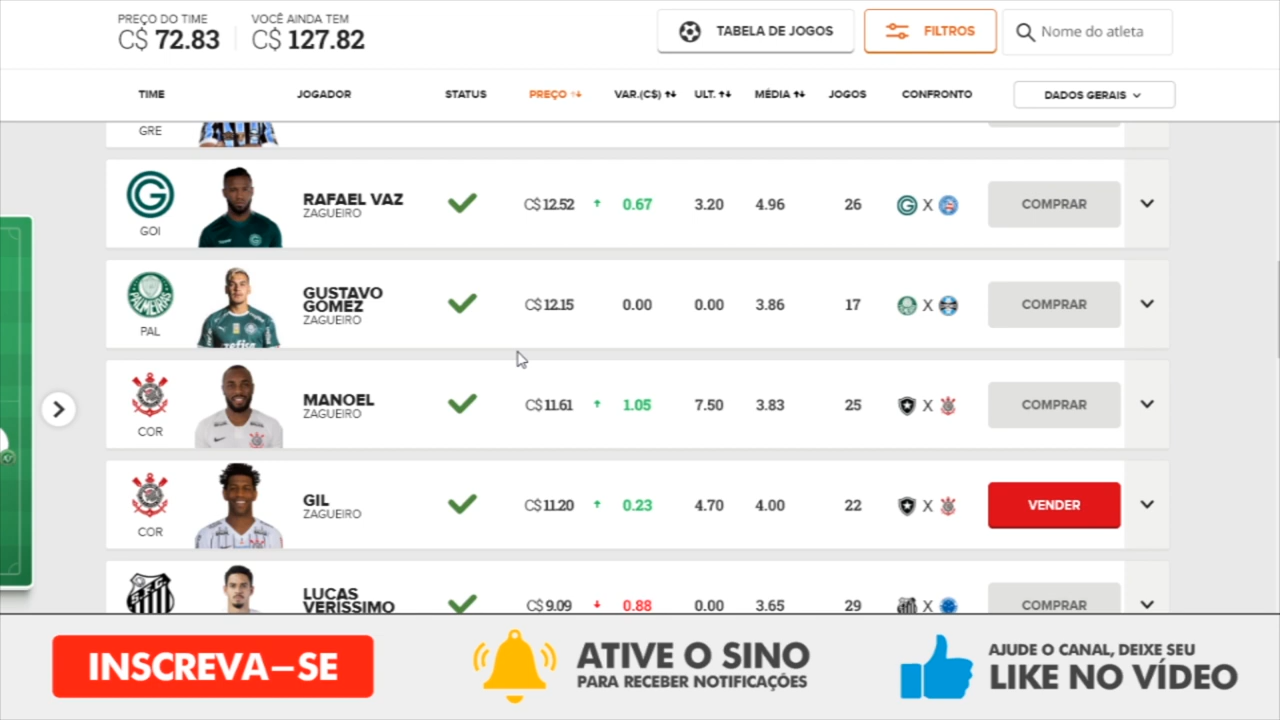 PREÇO DO TIME
C$ 72.83
VOCÊ AINDA TEM
C$ 127.82
TABELA DE JOGOS
FILTROS
Nome do atleta
TIME JOGADOR STATUS PREÇO VAR.(C$) ULT. MÉDIA JOGOS CONFRONTO DADOS GERAIS
GRE
GOI
RAFAEL VAZ
ZAGUEIRO
C$ 12.52 0.67 3.20 4.96 26 X COMPRAR
PAL
GUSTAVO
GÓMEZ
ZAGUEIRO
C$ 12.15 0.00 0.00 3.86 17 X COMPRAR
COR
MANOEL
ZAGUEIRO
C$ 11.61 1.05 7.50 3.83 25 X COMPRAR
COR
GIL
ZAGUEIRO
C$ 11.20 0.23 4.70 4.00 22 X VENDER
LUCAS
VERÍSSIMO
C$ 9.09 0.88 0.00 3.65 29 X COMPRAR
INSCREVA-SE
ATIVE O SINO
PARA RECEBER NOTIFICAÇÕES
AJUDE O CANAL, DEIXE SEU
LIKE NO VÍDEO